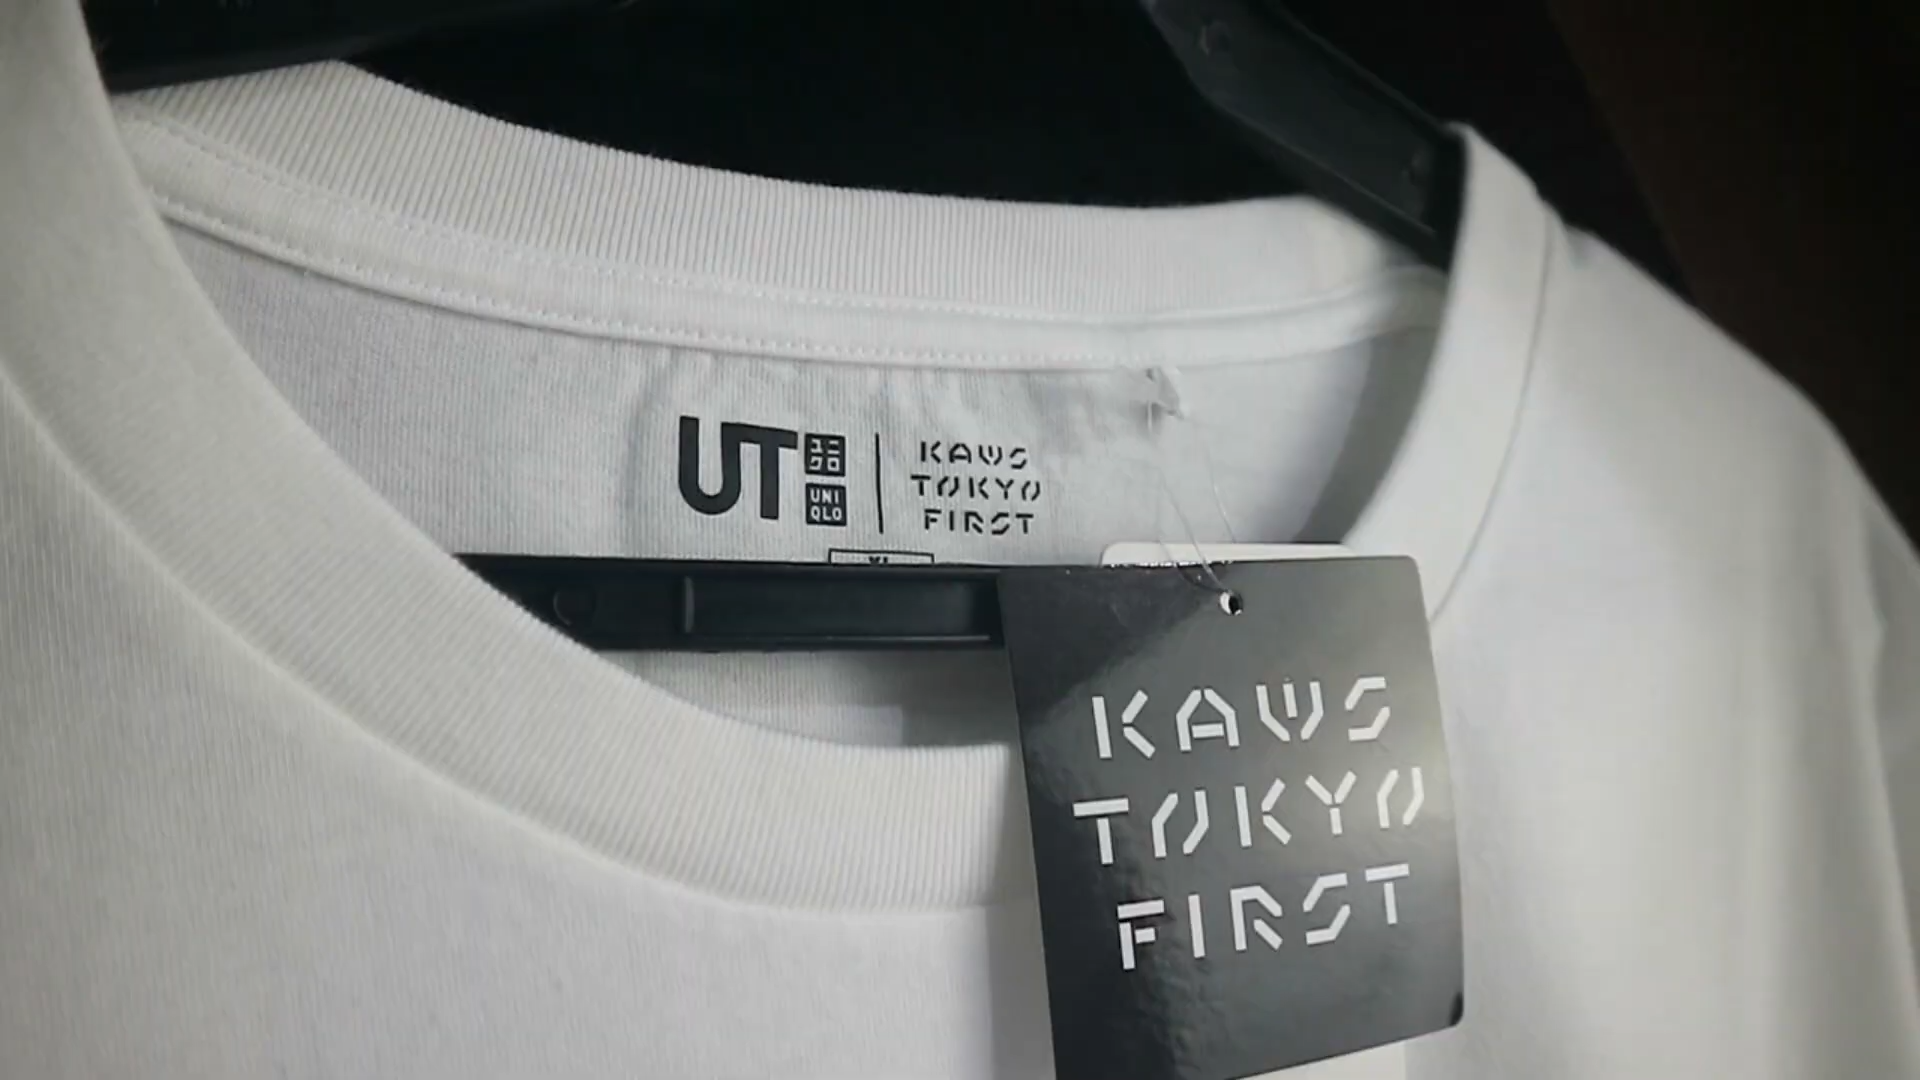 UT
ユニ
クロ
UNI
QLO
KAWS
TOKYO
FIRST
KAWS
TOKYO
FIRST